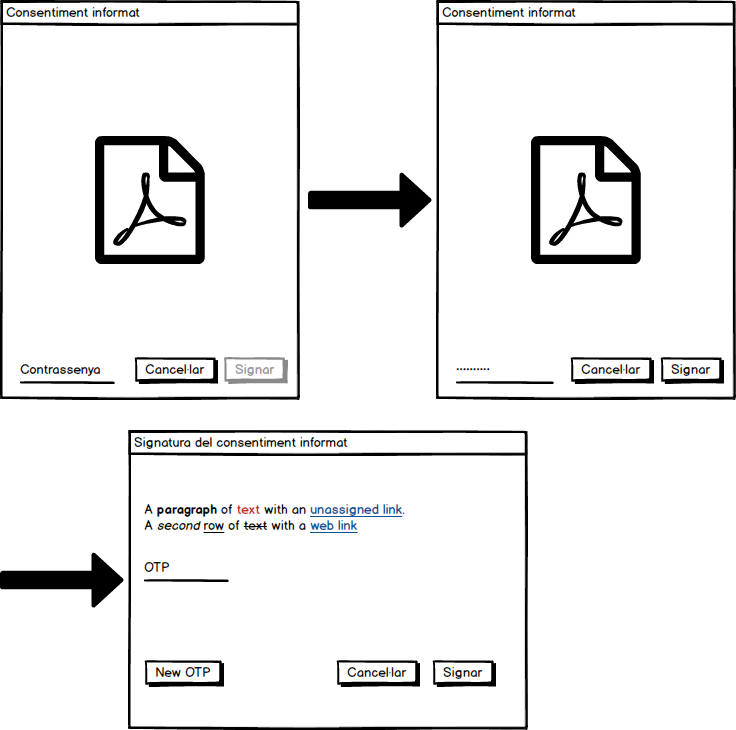 Consentiment informat
Contrassenya
Cancel·lar
Signar
Consentiment informat
..........
Cancel·lar
Signar
Signatura del consentiment informat
A paragraph of text with an unassigned link.
A second row of text with a web link
OTP
New OTP
Cancel·lar
Signar